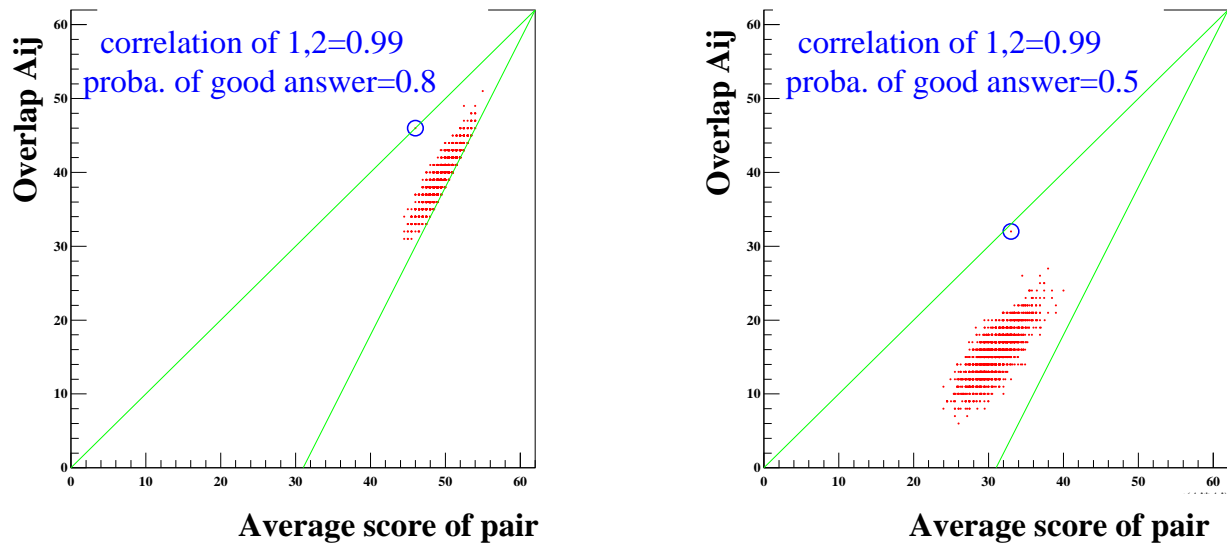 correlation of 1,2=0.99
proba. of good answer=0.8
Overlap Aij
60
50
40
30
20
10
0
0 10 20 30 40 50 60
Average score of pair
correlation of 1,2=0.99
proba. of good answer=0.5
Overlap Aij
60
50
40
30
20
10
0
0 10 20 30 40 50 60
Average score of pair